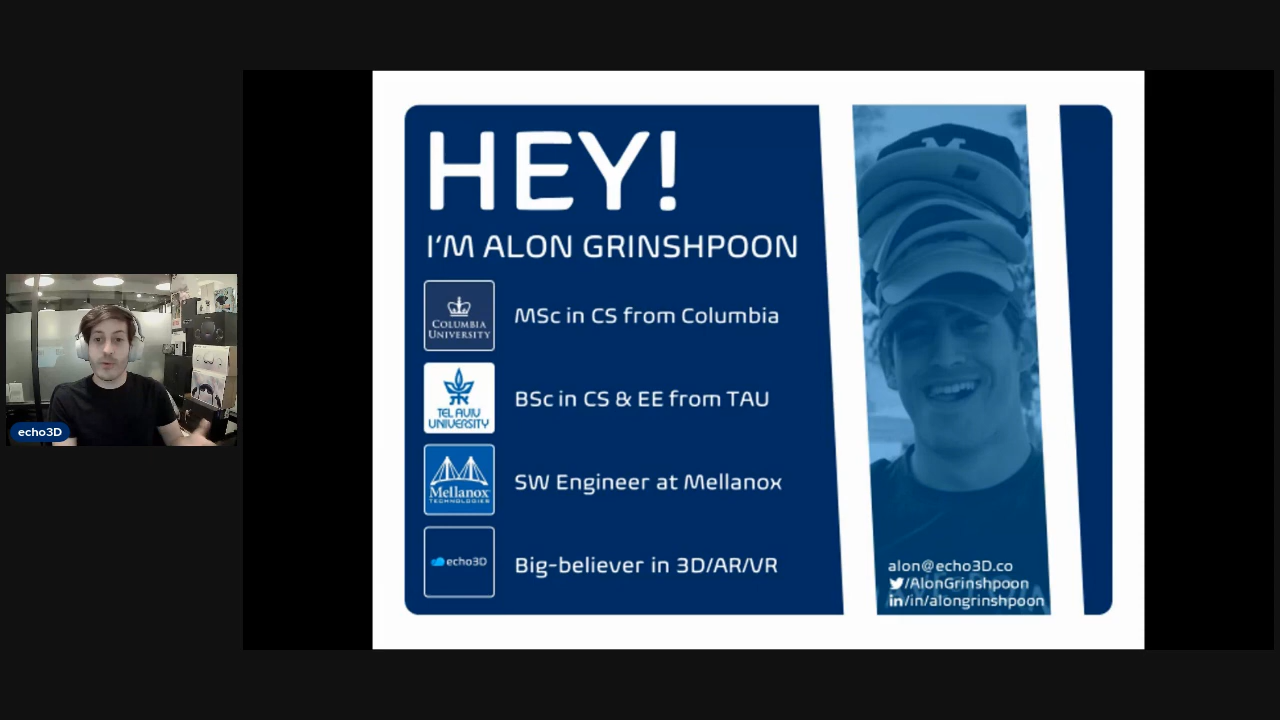 HEY!
I'M ALON GRINSHPOON
COLUMBIA
UNIVERSITY
MSc in CS from Columbia
TEL AVIV
UNIVERSITY
BSc in CS & EE from TAU
Mellanox
TECHNOLOGIES
SW Engineer at Mellanox
echo3D
Big-believer in 3D/AR/VR
M
alon@echo3D.co
/AlonGrinshpoon
in/in/alongrinshpoon
echo3D